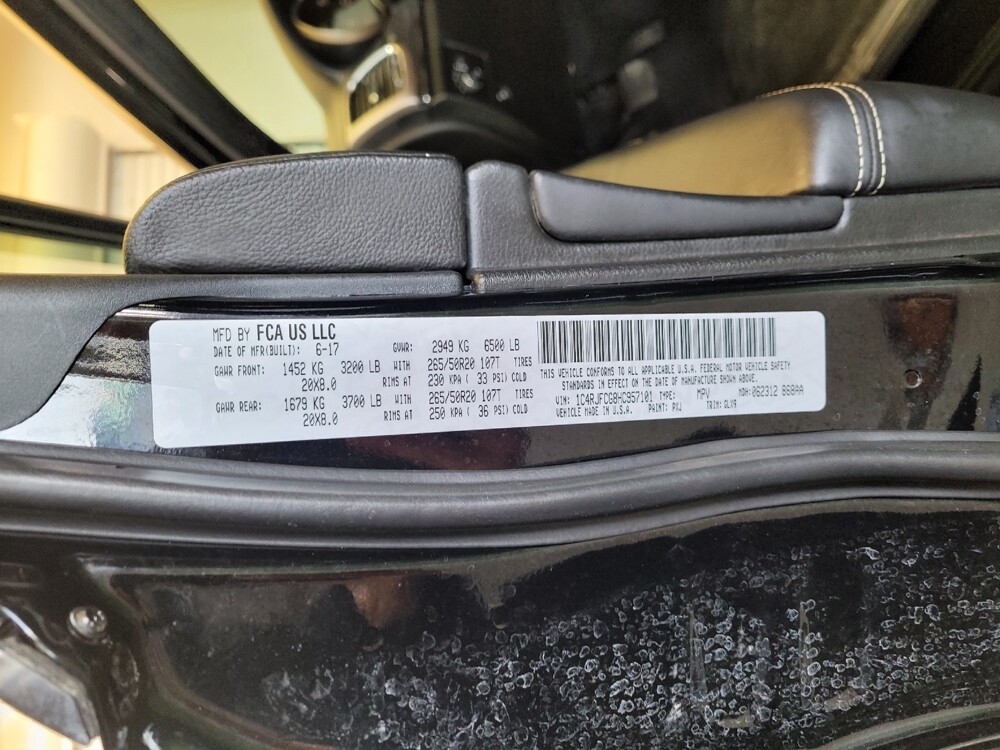 MFD BY FCA US LLC
DATE OF MFR(BUILT): 6-17 GVWR: 2949 KG 6500 LB
GAWR FRONT: 1452 KG 3200 LB WITH 265/50R20 107T TIRES
20X8.0 RIMS AT 230 KPA ( 33 PSI) COLD
GAWR REAR: 1679 KG 3700 LB WITH 265/50R20 107T TIRES
20X8.0 RIMS AT 250 KPA ( 36 PSI) COLD
THIS VEHICLE CONFORMS TO ALL APPLICABLE U.S.A. FEDERAL MOTOR VEHICLE SAFETY
STANDARDS IN EFFECT ON THE DATE OF MANUFACTURE SHOWN ABOVE.
VIN: 1C4RJFCG8HC957101 TYPE: MPV MDH: 062312 868AA
VEHICLE MADE IN U.S.A. PAINT: PXJ TRIM: